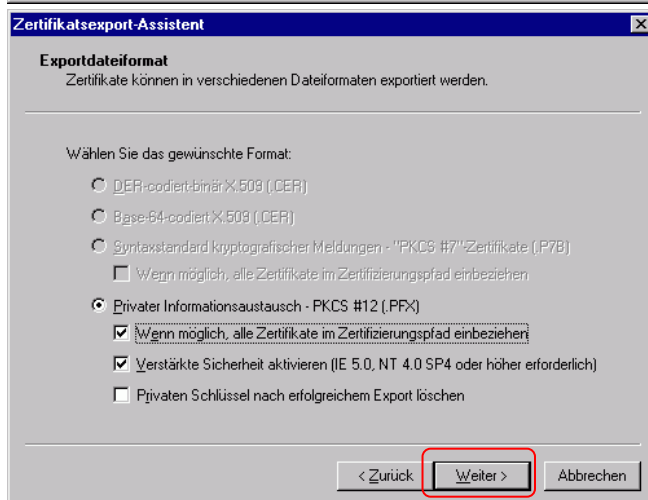 Zertifikatsexport-Assistent
Exportdateiformat
Zertifikate können in verschiedenen Dateiformaten exportiert werden.
Wählen Sie das gewünschte Format:
DER-codiert-binär X.509 (.CER)
Base-64-codiert X.509 (.CER)
Syntaxstandard kryptografischer Meldungen - "PKCS #7"-Zertifikate (.P7B)
Wenn möglich, alle Zertifikate im Zertifizierungspfad einbeziehen
Privater Informationsaustausch - PKCS #12 (.PFX)
Wenn möglich, alle Zertifikate im Zertifizierungspfad einbeziehen
Verstärkte Sicherheit aktivieren (IE 5.0, NT 4.0 SP4 oder höher erforderlich)
Privaten Schlüssel nach erfolgreichem Export löschen
< Zurück Weiter > Abbrechen